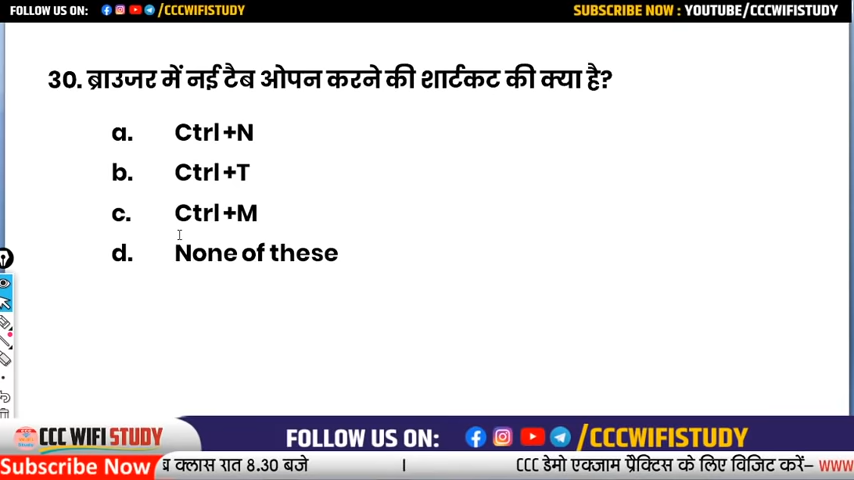 FOLLOW US ON: /CCCWIFISTUDY SUBSCRIBE NOW : YOUTUBE/CCCWIFISTUDY
30. ब्राउजर में नई टैब ओपन करने की शार्टकट की क्या है?
a. Ctrl+N
b. Ctrl+T
c. Ctrl+M
d. None of these
CCC WIFI STUDY FOLLOW US ON: /CCCWIFISTUDY
Subscribe Now ब क्लास रात 8.30 बजे । CCC डेमो एक्जाम प्रैक्टिस के लिए विजिट करें– WWW